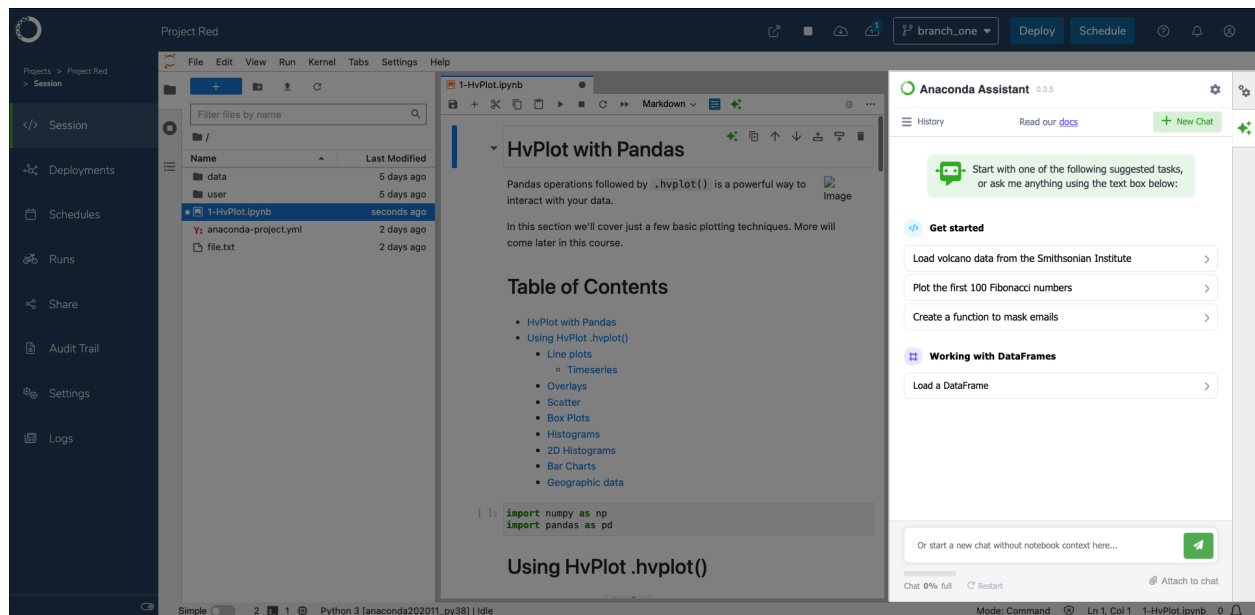 Project Red
1
branch_one
Deploy
Schedule
Projects > Project Red
> Session
</> Session
Deployments
Schedules
Runs
Share
Audit Trail
Settings
Logs
File Edit View Run Kernel Tabs Settings Help
+
Filter files by name
/
Name Last Modified
data 5 days ago
user 5 days ago
1-HvPlot.ipynb seconds ago
Y: anaconda-project.yml 2 days ago
file.txt 2 days ago
1-HvPlot.ipynb
Markdown
HvPlot with Pandas
Pandas operations followed by .hvplot() is a powerful way to
interact with your data.
Image
In this section we'll cover just a few basic plotting techniques. More will
come later in this course.
Table of Contents
• HvPlot with Pandas
• Using HvPlot .hvplot()
▪ Line plots
◦ Timeseries
▪ Overlays
▪ Scatter
▪ Box Plots
▪ Histograms
▪ 2D Histograms
▪ Bar Charts
▪ Geographic data
[ ]: import numpy as np
import pandas as pd
Using HvPlot .hvplot()
Anaconda Assistant 0.3.5
History
Read our docs
+ New Chat
Start with one of the following suggested tasks,
or ask me anything using the text box below:
</> Get started
Load volcano data from the Smithsonian Institute
Plot the first 100 Fibonacci numbers
Create a function to mask emails
Working with DataFrames
Load a DataFrame
Or start a new chat without notebook context here...
Chat 0% full
Restart
Attach to chat
Simple 2 1 Python 3 [anaconda202011_py38] | Idle
Mode: Command Ln 1, Col 1 1-HvPlot.ipynb 0